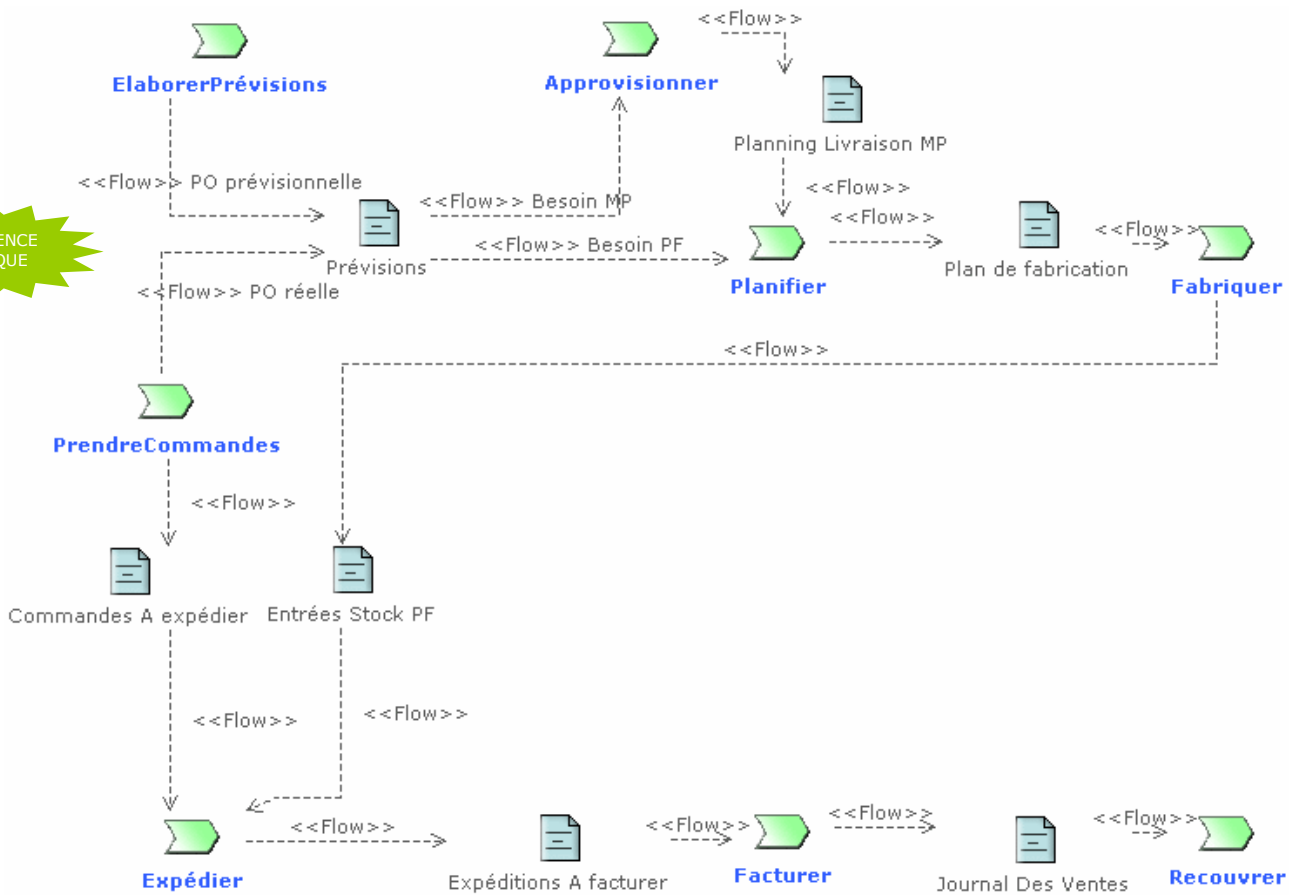 <<Flow>>
ElaborerPrévisions
Approvisionner
Planning Livraison MP
<<Flow>> PO prévisionnelle
<<Flow>> Besoin MP
<<Flow>>
<<Flow>>
<<Flow>>
ENCE
QUE
<<Flow>> Besoin PF
Prévisions
Plan de fabrication
<<Flow>> PO réelle
Planifier
Fabriquer
<<Flow>>
PrendreCommandes
<<Flow>>
Commandes A expédier
Entrées Stock PF
<<Flow>>
<<Flow>>
<<Flow>>
<<Flow>>
<<Flow>>
<<Flow>>
Expédier
Expéditions A facturer
Facturer
Journal Des Ventes
Recouvrer